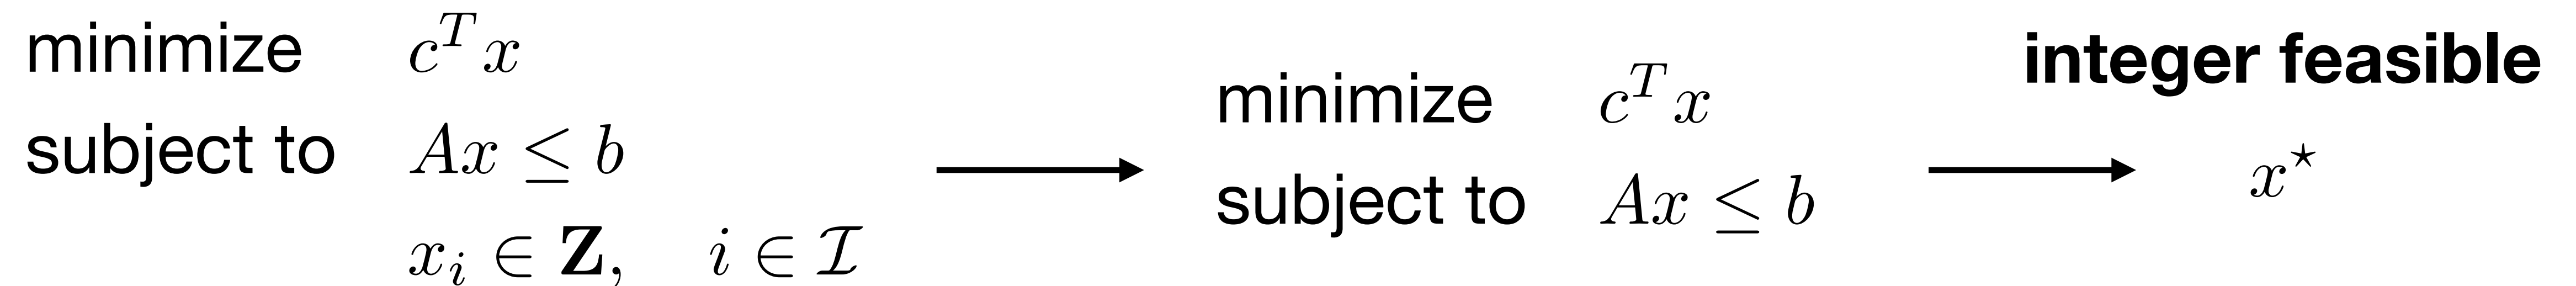 minimize c^T x
subject to Ax ≤ b
x_i ∈ Z, i ∈ I
minimize c^T x
subject to Ax ≤ b
integer feasible
x^⋆